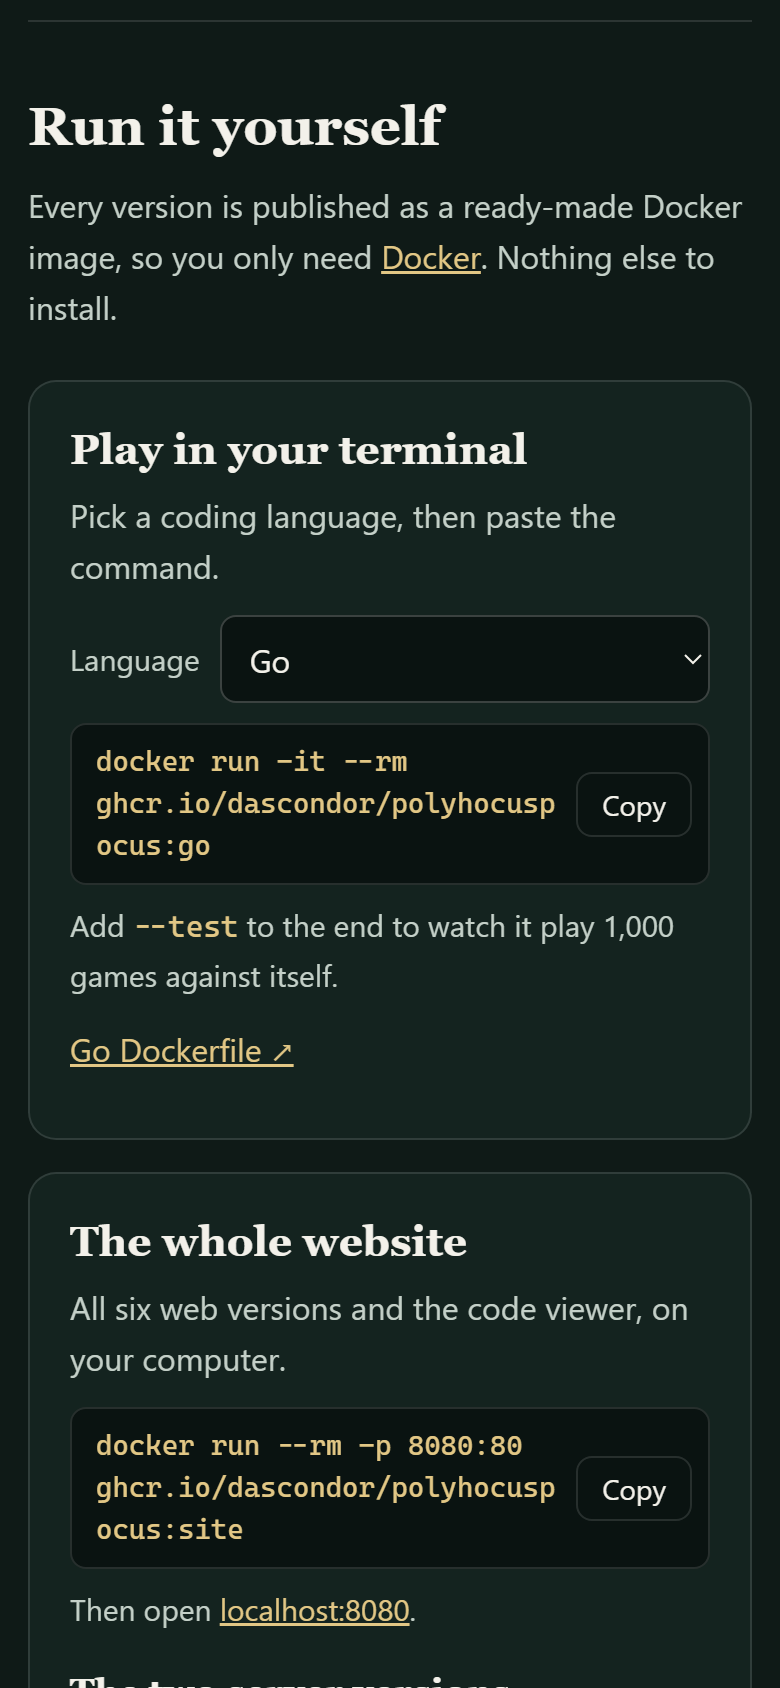 Run it yourself
Every version is published as a ready-made Docker
image, so you only need Docker. Nothing else to
install.
Play in your terminal
Pick a coding language, then paste the
command.
Language Go
docker run -it --rm
ghcr.io/dascondor/polyhocusp
ocus:go
Copy
Add --test to the end to watch it play 1,000
games against itself.
Go Dockerfile ↗
The whole website
All six web versions and the code viewer, on
your computer.
docker run --rm -p 8080:80
ghcr.io/dascondor/polyhocusp
ocus:site
Copy
Then open localhost:8080.
The two server versions